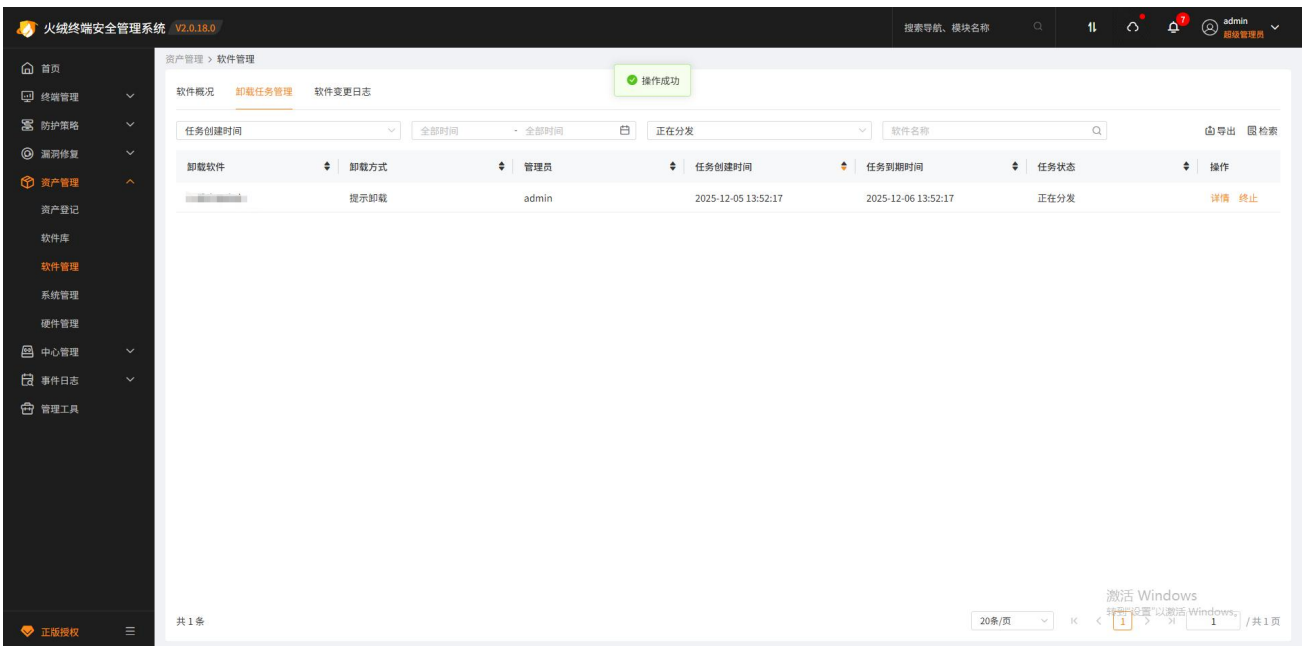 火绒终端安全管理系统 V2.0.18.0 搜索导航、模块名称 7 admin 超级管理员
首页
终端管理
防护策略
漏洞修复
资产管理
资产登记
软件库
软件管理
系统管理
硬件管理
中心管理
事件日志
管理工具
正版授权
资产管理 > 软件管理
操作成功
软件概况 卸载任务管理 软件变更日志
任务创建时间 全部时间 - 全部时间 正在分发 软件名称 导出 检索
卸载软件 卸载方式 管理员 任务创建时间 任务到期时间 任务状态 操作
提示卸载 admin 2025-12-05 13:52:17 2025-12-06 13:52:17 正在分发 详情 终止
激活 Windows
转到"设置"以激活 Windows。
共 1 条 20条/页 1 1 / 共 1 页